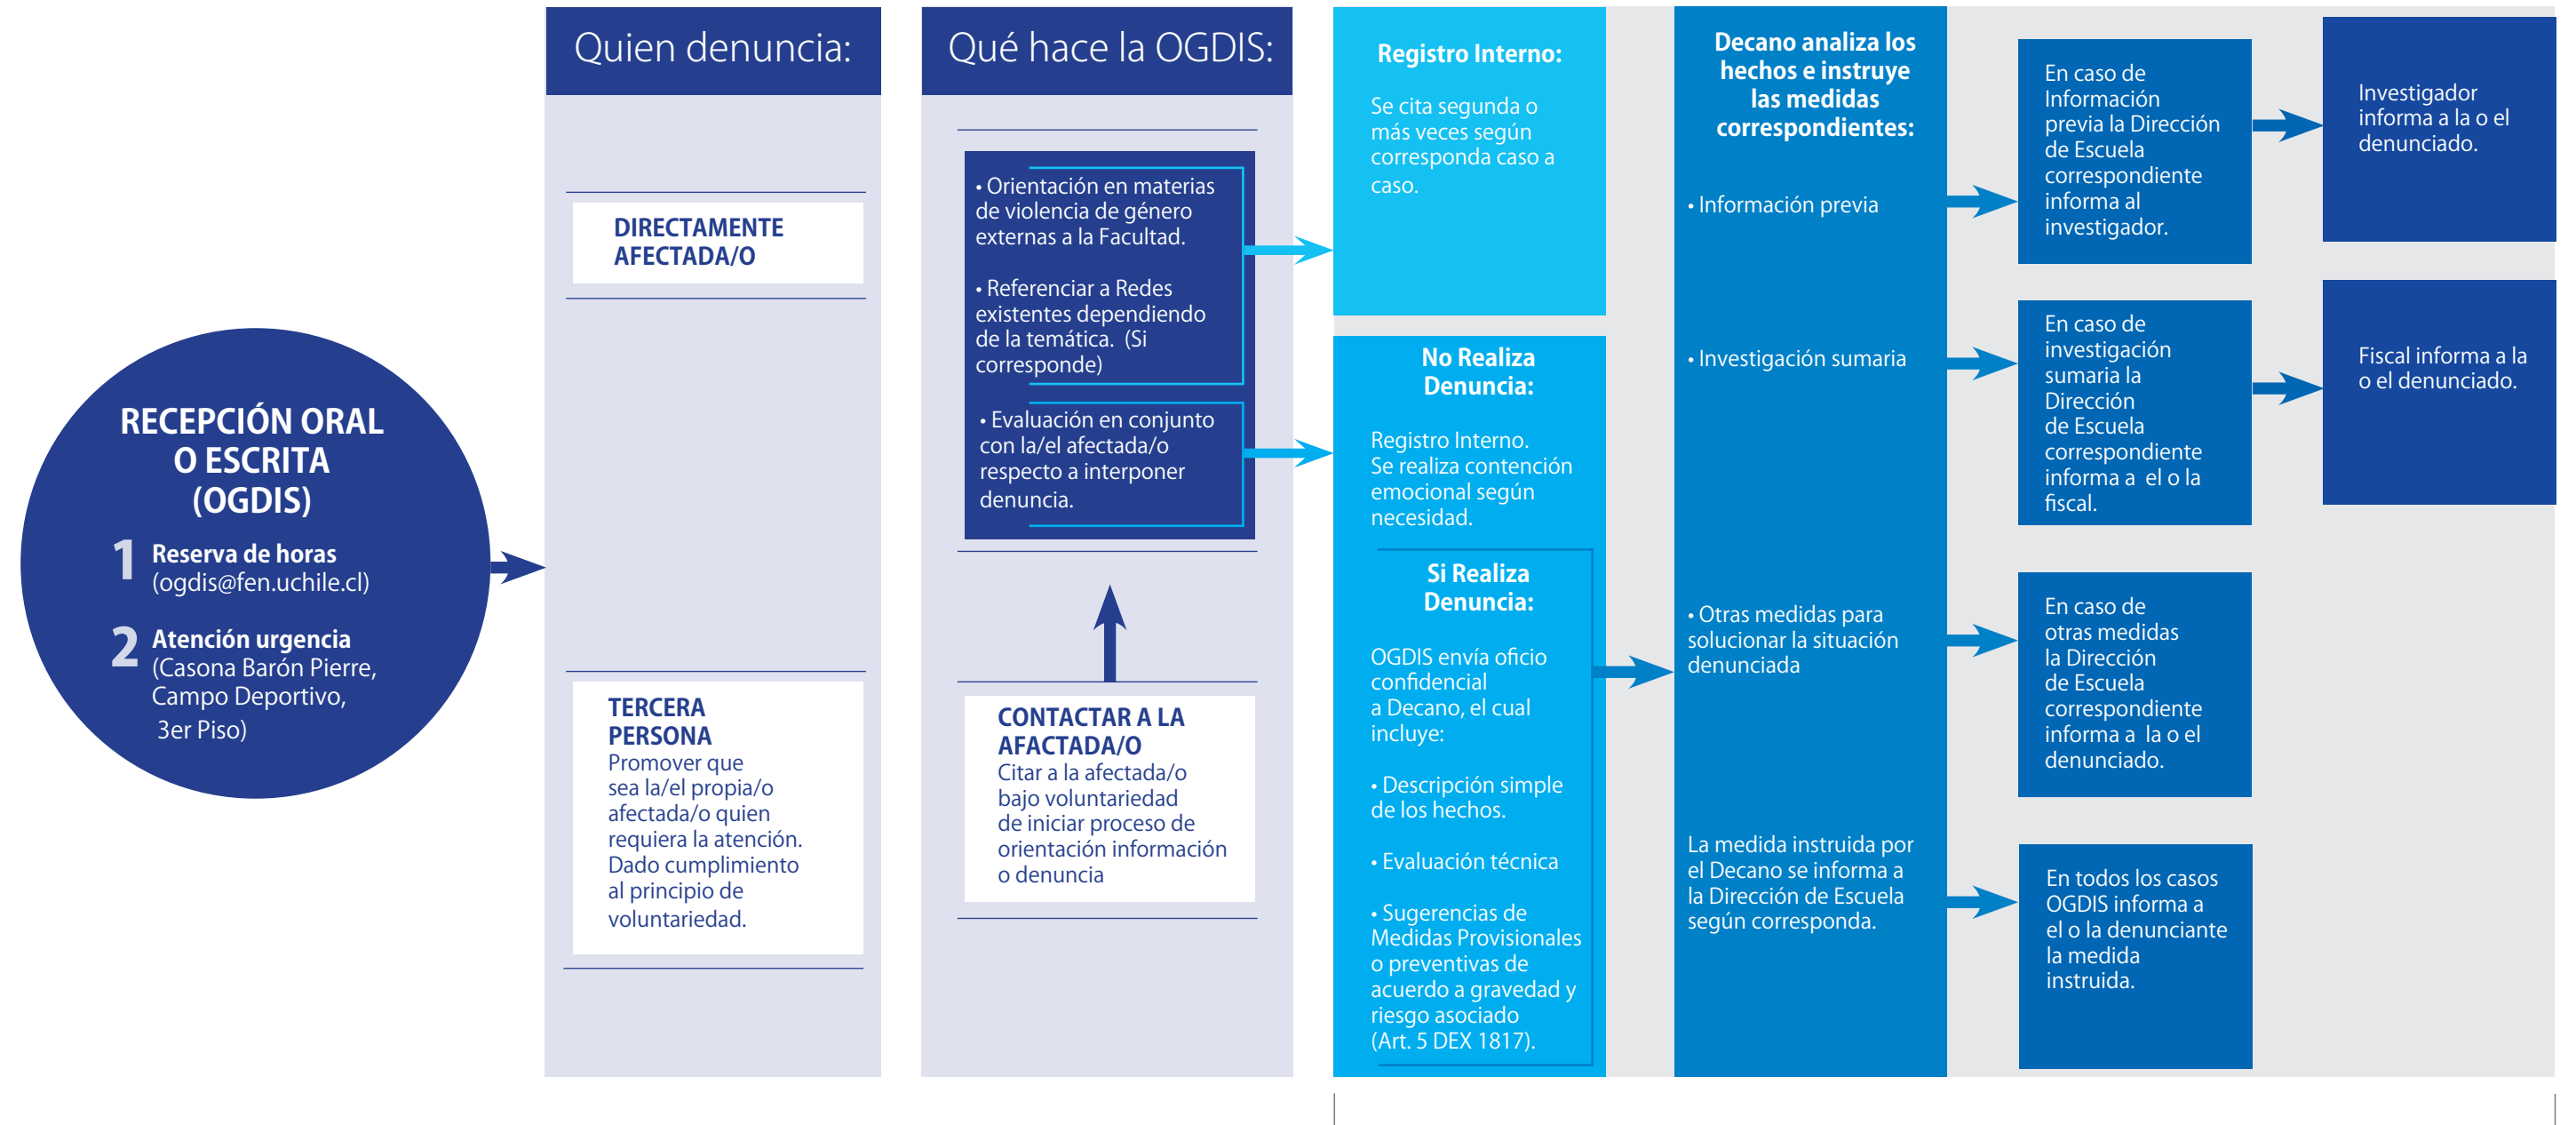 RECEPCIÓN ORAL
O ESCRITA
(OGDIS)
1 Reserva de horas
(ogdis@fen.uchile.cl)
2 Atención urgencia
(Casona Barón Pierre,
Campo Deportivo,
3er Piso)
Quien denuncia:
DIRECTAMENTE
AFECTADA/O
TERCERA
PERSONA
Promover que
sea la/el propia/o
afectada/o quien
requiera la atención.
Dado cumplimiento
al principio de
voluntariedad.
Qué hace la OGDIS:
• Orientación en materias
de violencia de género
externas a la Facultad.
• Referenciar a Redes
existentes dependiendo
de la temática. (Si
corresponde)
• Evaluación en conjunto
con la/el afectada/o
respecto a interponer
denuncia.
CONTACTAR A LA
AFACTADA/O
Citar a la afectada/o
bajo voluntariedad
de iniciar proceso de
orientación información
o denuncia
Registro Interno:
Se cita segunda o
más veces según
corresponda caso a
caso.
No Realiza
Denuncia:
Registro Interno.
Se realiza contención
emocional según
necesidad.
Si Realiza
Denuncia:
OGDIS envía oficio
confidencial
a Decano, el cual
incluye:
• Descripción simple
de los hechos.
• Evaluación técnica
• Sugerencias de
Medidas Provisionales
o preventivas de
acuerdo a gravedad y
riesgo asociado
(Art. 5 DEX 1817).
Decano analiza los
hechos e instruye
las medidas
correspondientes:
• Información previa
• Investigación sumaria
• Otras medidas para
solucionar la situación
denunciada
La medida instruida por
el Decano se informa a
la Dirección de Escuela
según corresponda.
En caso de
Información
previa la Dirección
de Escuela
correspondiente
informa al
investigador.
En caso de
investigación
sumaria la
Dirección
de Escuela
correspondiente
informa a el o la
fiscal.
En caso de
otras medidas
la Dirección
de Escuela
correspondiente
informa a la o el
denunciado.
En todos los casos
OGDIS informa a
el o la denunciante
la medida
instruida.
Investigador
informa a la o el
denunciado.
Fiscal informa a la
o el denunciado.